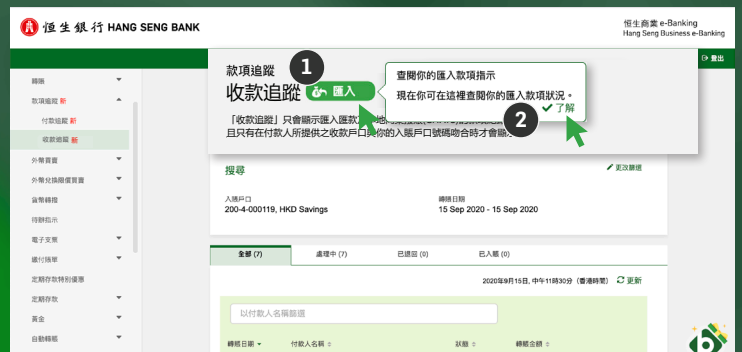 恒生銀行 HANG SENG BANK
恒生商業 e-Banking
Hang Seng Business e-Banking
登出
轉賬
款項追蹤 新
付款追蹤 新
收款追蹤 新
外幣買賣
外幣兌換限價買賣
貨幣轉撥
待辦指示
電子支票
繳付賬單
定期存款特別優惠
定期存款
黃金
自動轉賬
款項追蹤
1
收款追蹤
匯入
查閱你的匯入款項指示
現在你可在這裡查閱你的匯入款項狀況。
了解
2
「收款追蹤」只會顯示匯入匯款
且只有在付款人所提供之收款戶口與你的入賬戶口號碼吻合時才會顯示
搜尋
更改篩選
入賬戶口
200-4-000119, HKD Savings
轉賬日期
15 Sep 2020 - 15 Sep 2020
全部 (7)
處理中 (7)
已退回 (0)
已入賬 (0)
2020年9月15日, 中午11時30分（香港時間）
更新
以付款人名稱篩選
轉賬日期
付款人名稱
狀態
轉賬金額
b